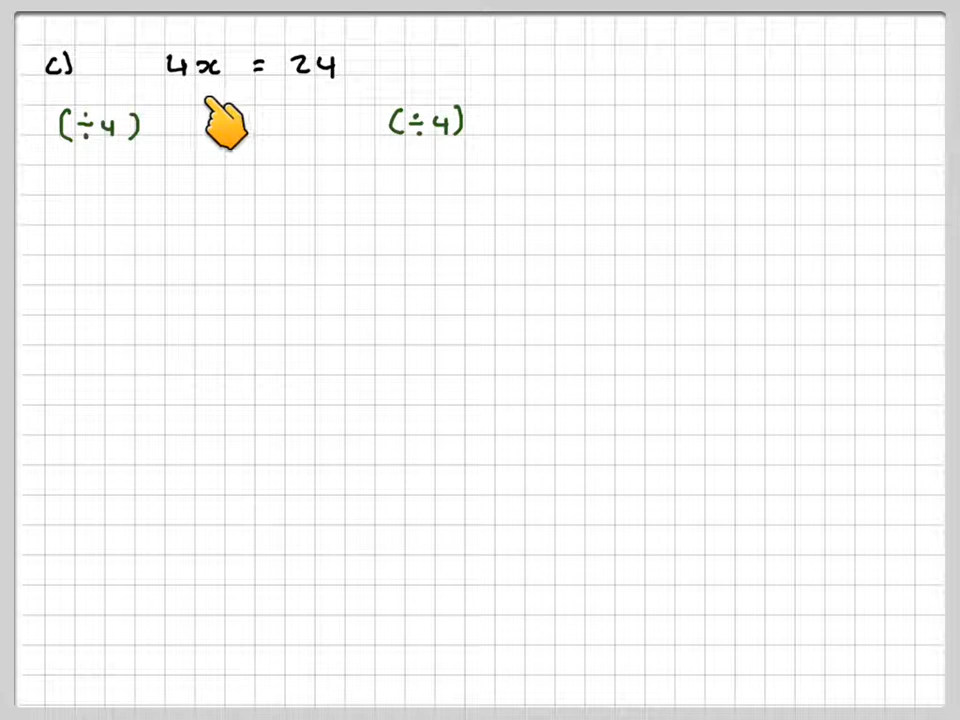 c) 4x = 24
(÷4) (÷4)